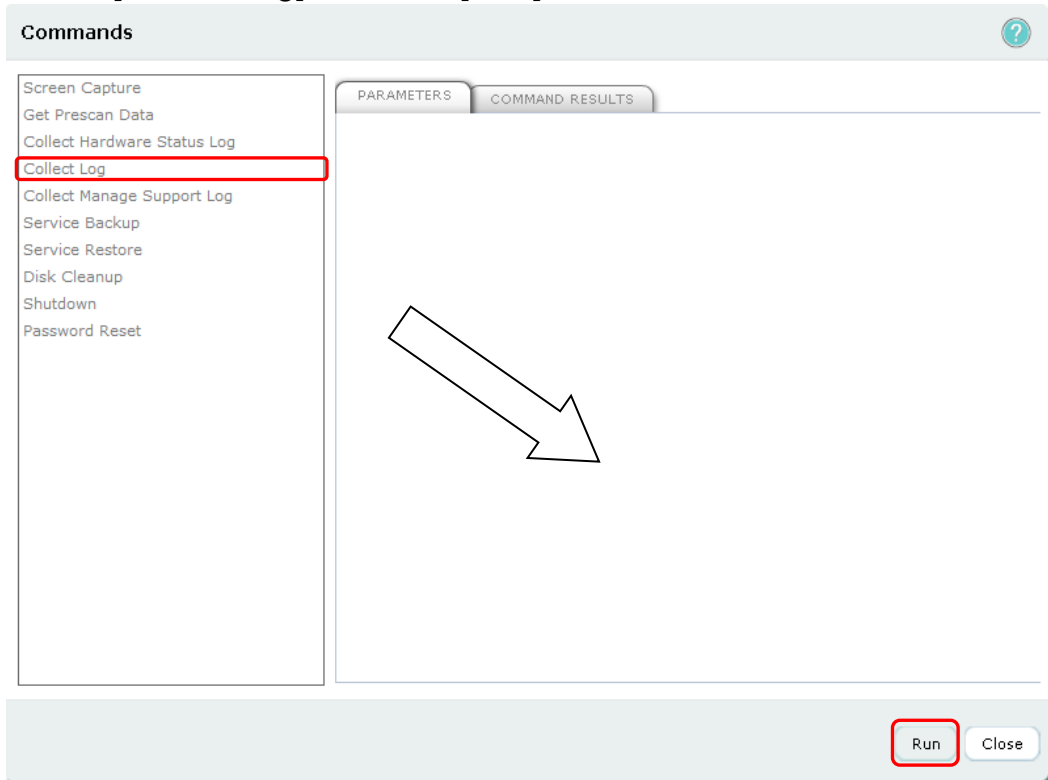 Commands
?
Screen Capture
Get Prescan Data
Collect Hardware Status Log
Collect Log
Collect Manage Support Log
Service Backup
Service Restore
Disk Cleanup
Shutdown
Password Reset
PARAMETERS
COMMAND RESULTS
Run
Close